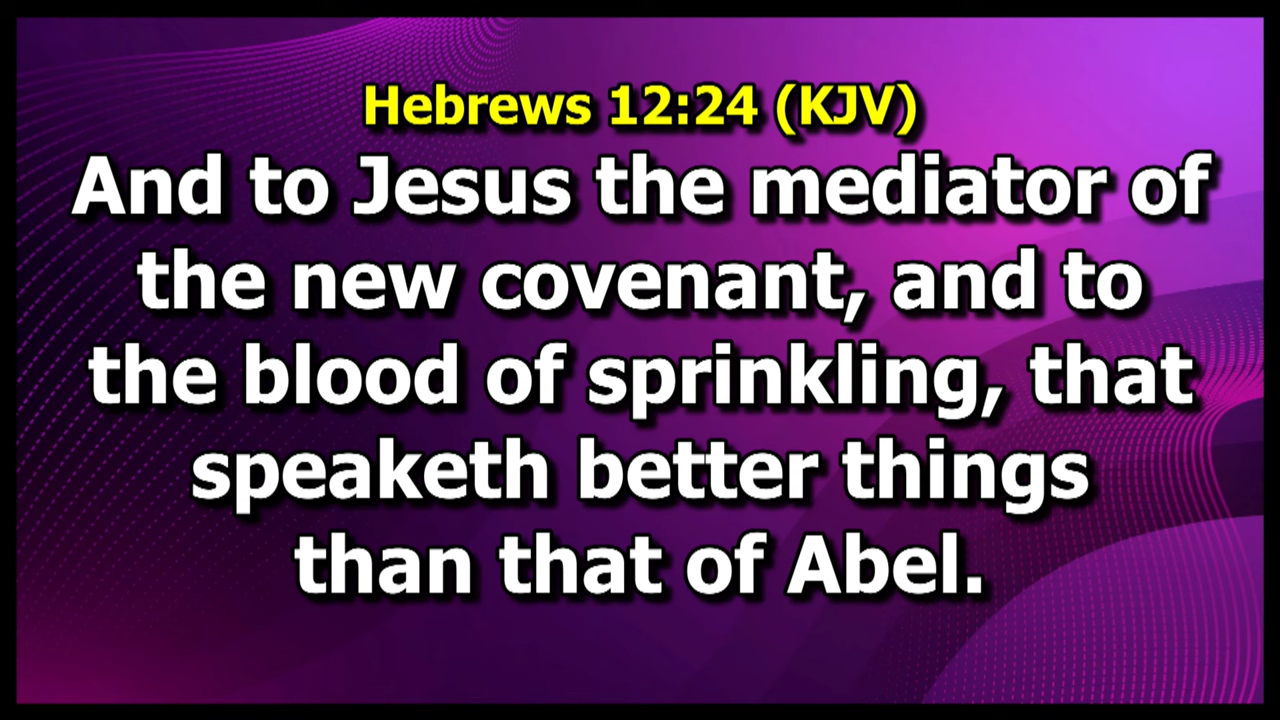 Hebrews 12:24 (KJV)
And to Jesus the mediator of
the new covenant, and to
the blood of sprinkling, that
speaketh better things
than that of Abel.